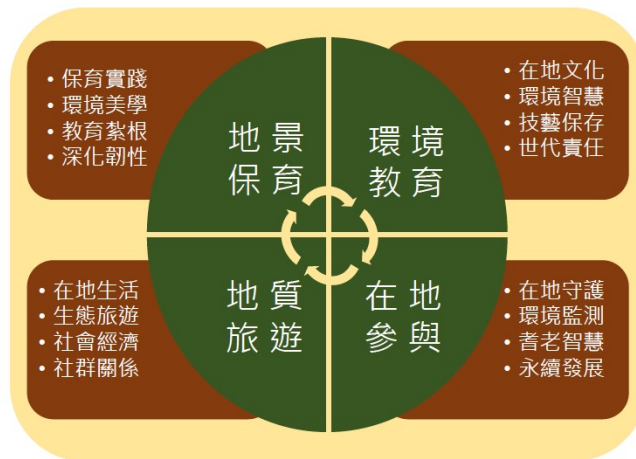 • 保育實踐
• 環境美學
• 教育紮根
• 深化韌性
地景
保育
環境
教育
• 在地文化
• 環境智慧
• 技藝保存
• 世代責任
• 在地生活
• 生態旅遊
• 社會經濟
• 社群關係
地質
旅遊
在地
參與
• 在地守護
• 環境監測
• 耆老智慧
• 永續發展